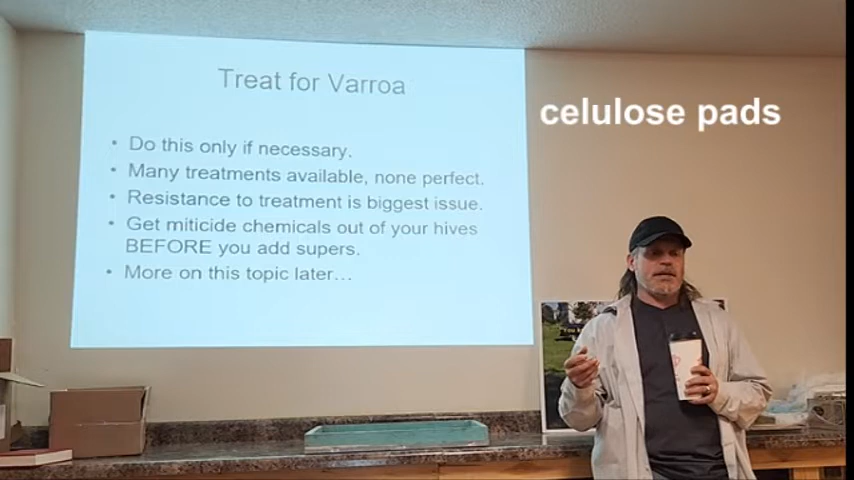 Treat for Varroa
celulose pads
• Do this only if necessary.
• Many treatments available, none perfect.
• Resistance to treatment is biggest issue.
• Get miticide chemicals out of your hives
BEFORE you add supers.
• More on this topic later…